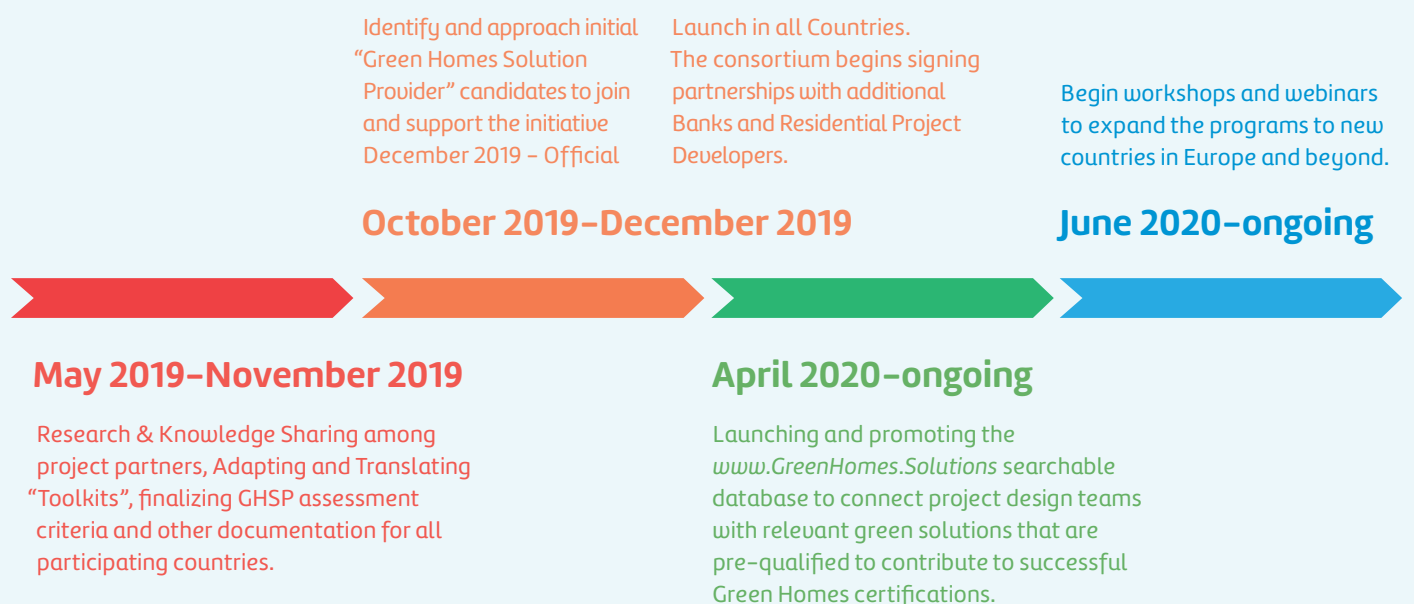 Identify and approach initial
“Green Homes Solution
Provider” candidates to join
and support the initiative
December 2019 – Official
Launch in all Countries.
The consortium begins signing
partnerships with additional
Banks and Residential Project
Developers.
October 2019–December 2019
Begin workshops and webinars
to expand the programs to new
countries in Europe and beyond.
June 2020–ongoing
May 2019–November 2019
Research & Knowledge Sharing among
project partners, Adapting and Translating
“Toolkits”, finalizing GHSP assessment
criteria and other documentation for all
participating countries.
April 2020–ongoing
Launching and promoting the
www.GreenHomes.Solutions searchable
database to connect project design teams
with relevant green solutions that are
pre-qualified to contribute to successful
Green Homes certifications.